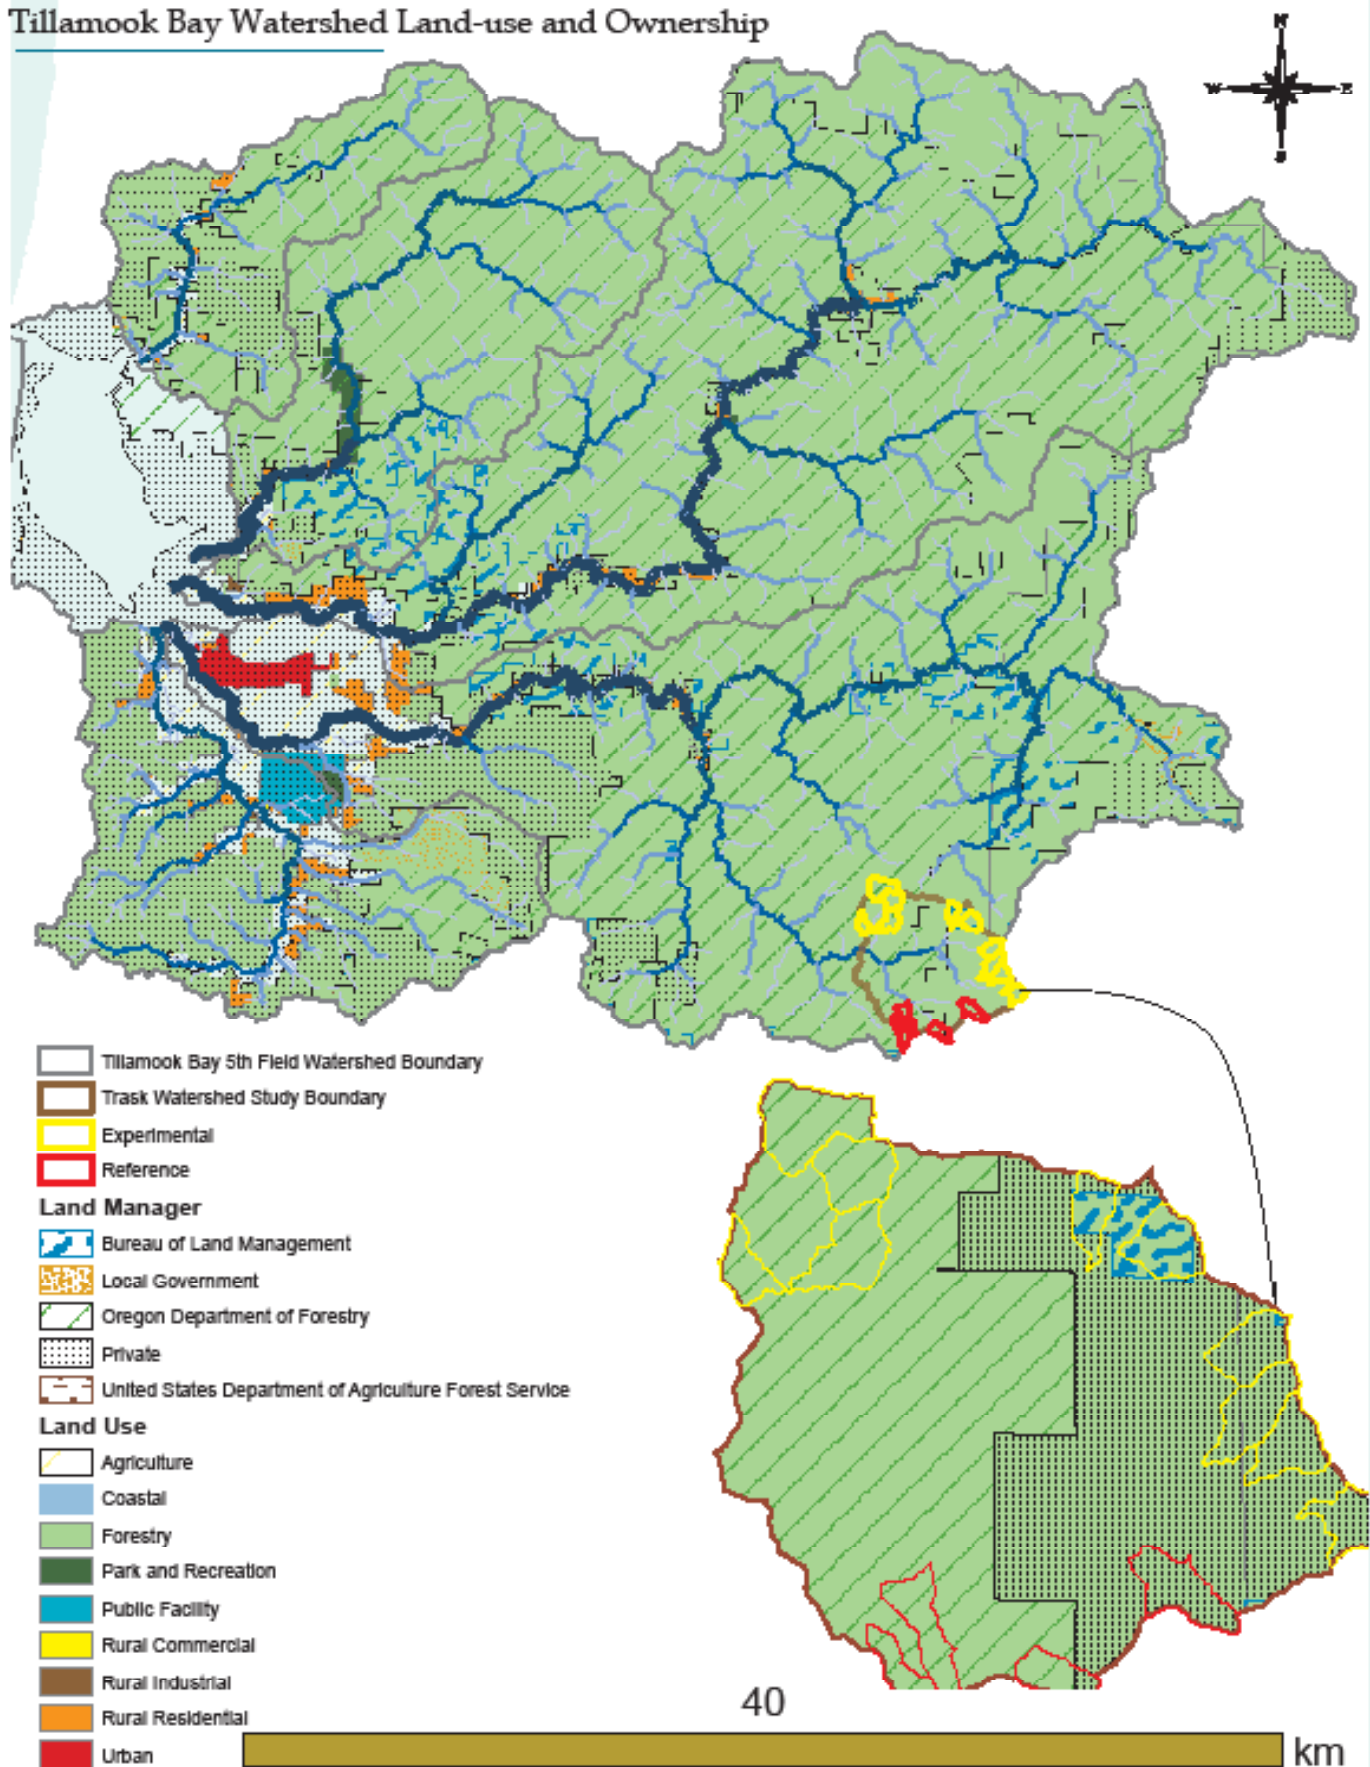 Tillamook Bay Watershed Land-use and Ownership
N
W
E
S
Tillamook Bay 5th Field Watershed Boundary
Trask Watershed Study Boundary
Experimental
Reference
Land Manager
Bureau of Land Management
Local Government
Oregon Department of Forestry
Private
United States Department of Agriculture Forest Service
Land Use
Agriculture
Coastal
Forestry
Park and Recreation
Public Facility
Rural Commercial
Rural Industrial
Rural Residential
Urban
40
km